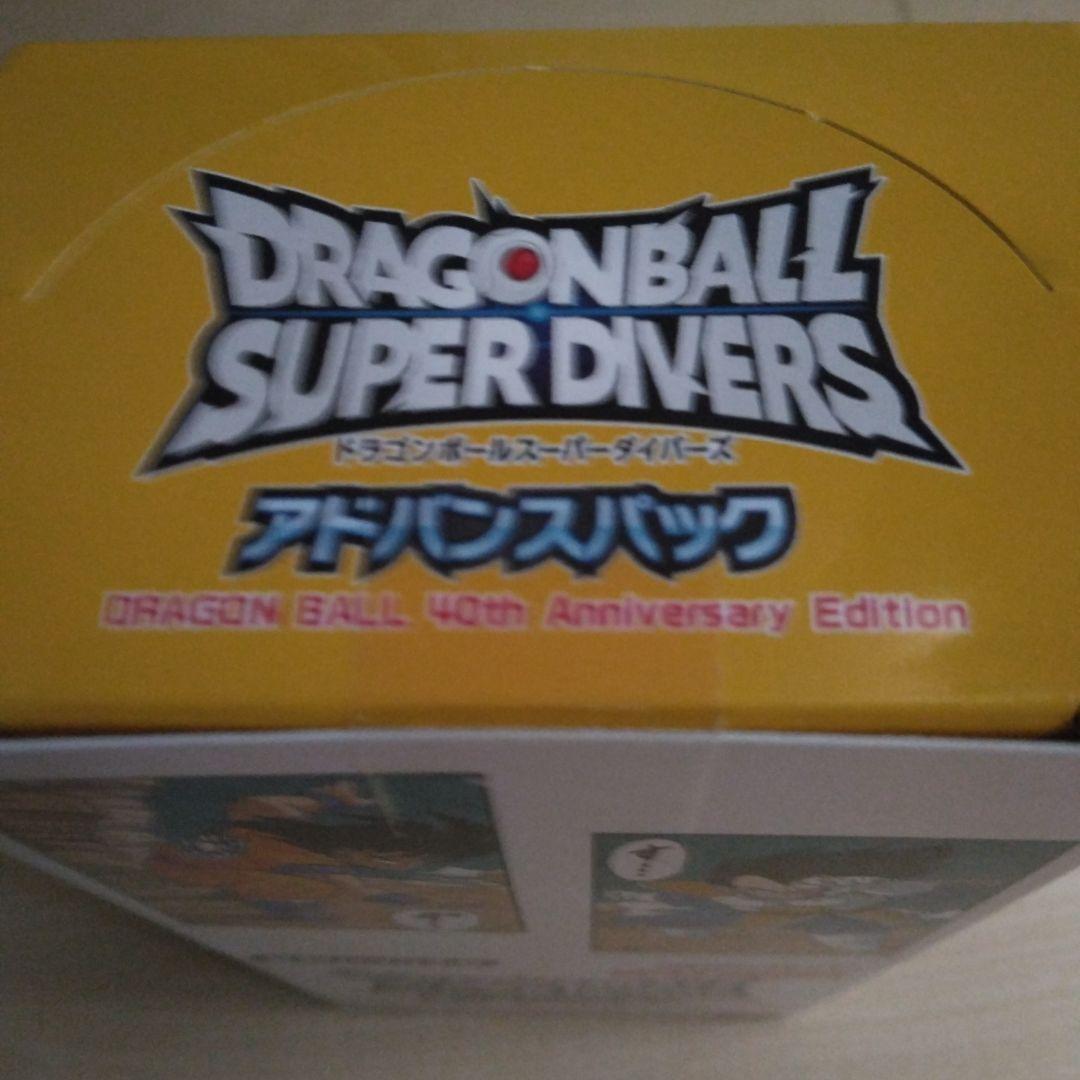 DRAGONBALL
SUPER DIVERS
ドラゴンボールスーパーダイバーズ
アドバンスパック
DRAGON BALL 40th Anniversary Edition